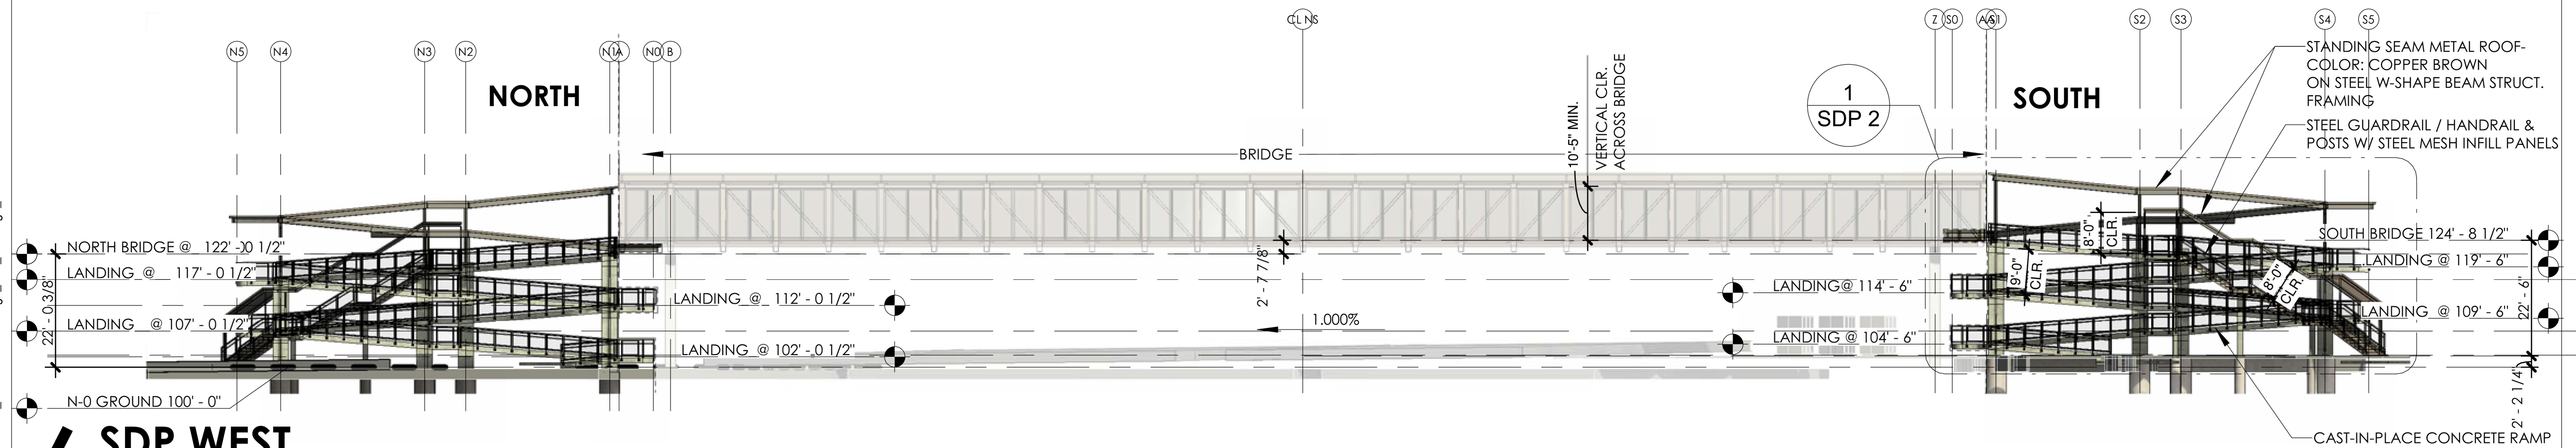 N5
N4
N3
N2
N1
A
N0
B
CL NS
Z
S0
AA
S1
S2
S3
S4
S5
NORTH
SOUTH
STANDING SEAM METAL ROOF-
COLOR: COPPER BROWN
ON STEEL W-SHAPE BEAM STRUCT.
FRAMING
STEEL GUARDRAIL / HANDRAIL &
POSTS W/ STEEL MESH INFILL PANELS
1
SDP 2
BRIDGE
10'-5" MIN.
VERTICAL CLR.
ACROSS BRIDGE
NORTH BRIDGE @ 122' - 0 1/2"
LANDING @ 117' - 0 1/2"
LANDING @ 107' - 0 1/2"
22' - 0 3/8"
N-0 GROUND 100' - 0"
LANDING @ 112' - 0 1/2"
LANDING @ 102' - 0 1/2"
2' - 7 7/8"
1.000%
LANDING@ 114' - 6"
LANDING @ 104' - 6"
8'-0"
CLR.
9'-0"
CLR.
8'-0"
CLR.
SOUTH BRIDGE 124' - 8 1/2"
LANDING @ 119' - 6"
LANDING @ 109' - 6"
22' - 6"
2' - 2 1/4"
CAST-IN-PLACE CONCRETE RAMP
SDP WEST